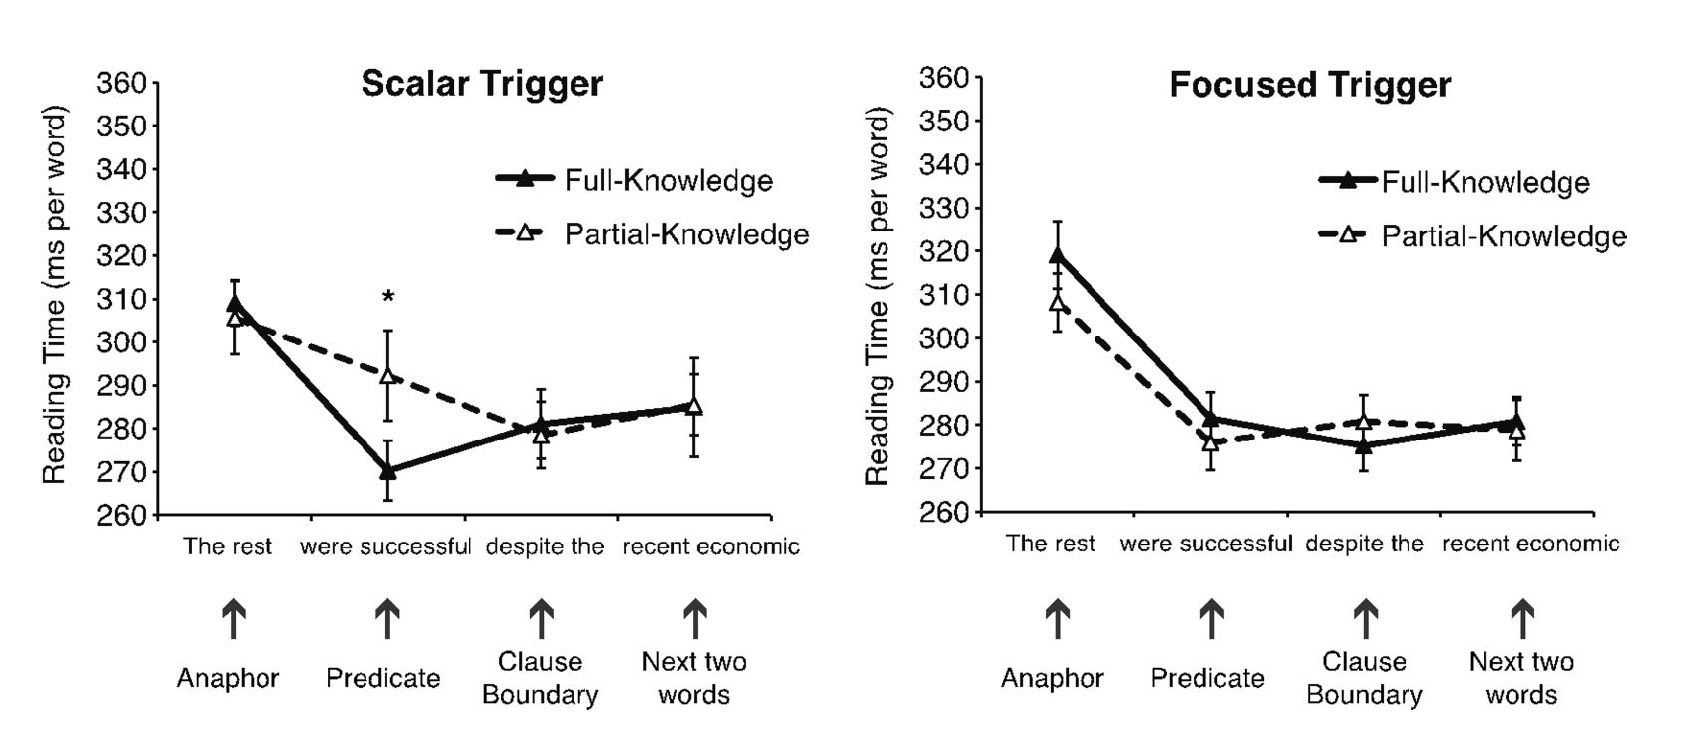 Scalar Trigger
Reading Time (ms per word)
360
350
340
330
320
310
300
290
280
270
260
Full-Knowledge
Partial-Knowledge
*
The rest were successful despite the recent economic
Anaphor Predicate Clause Boundary Next two words
Focused Trigger
Reading Time (ms per word)
360
350
340
330
320
310
300
290
280
270
260
Full-Knowledge
Partial-Knowledge
The rest were successful despite the recent economic
Anaphor Predicate Clause Boundary Next two words